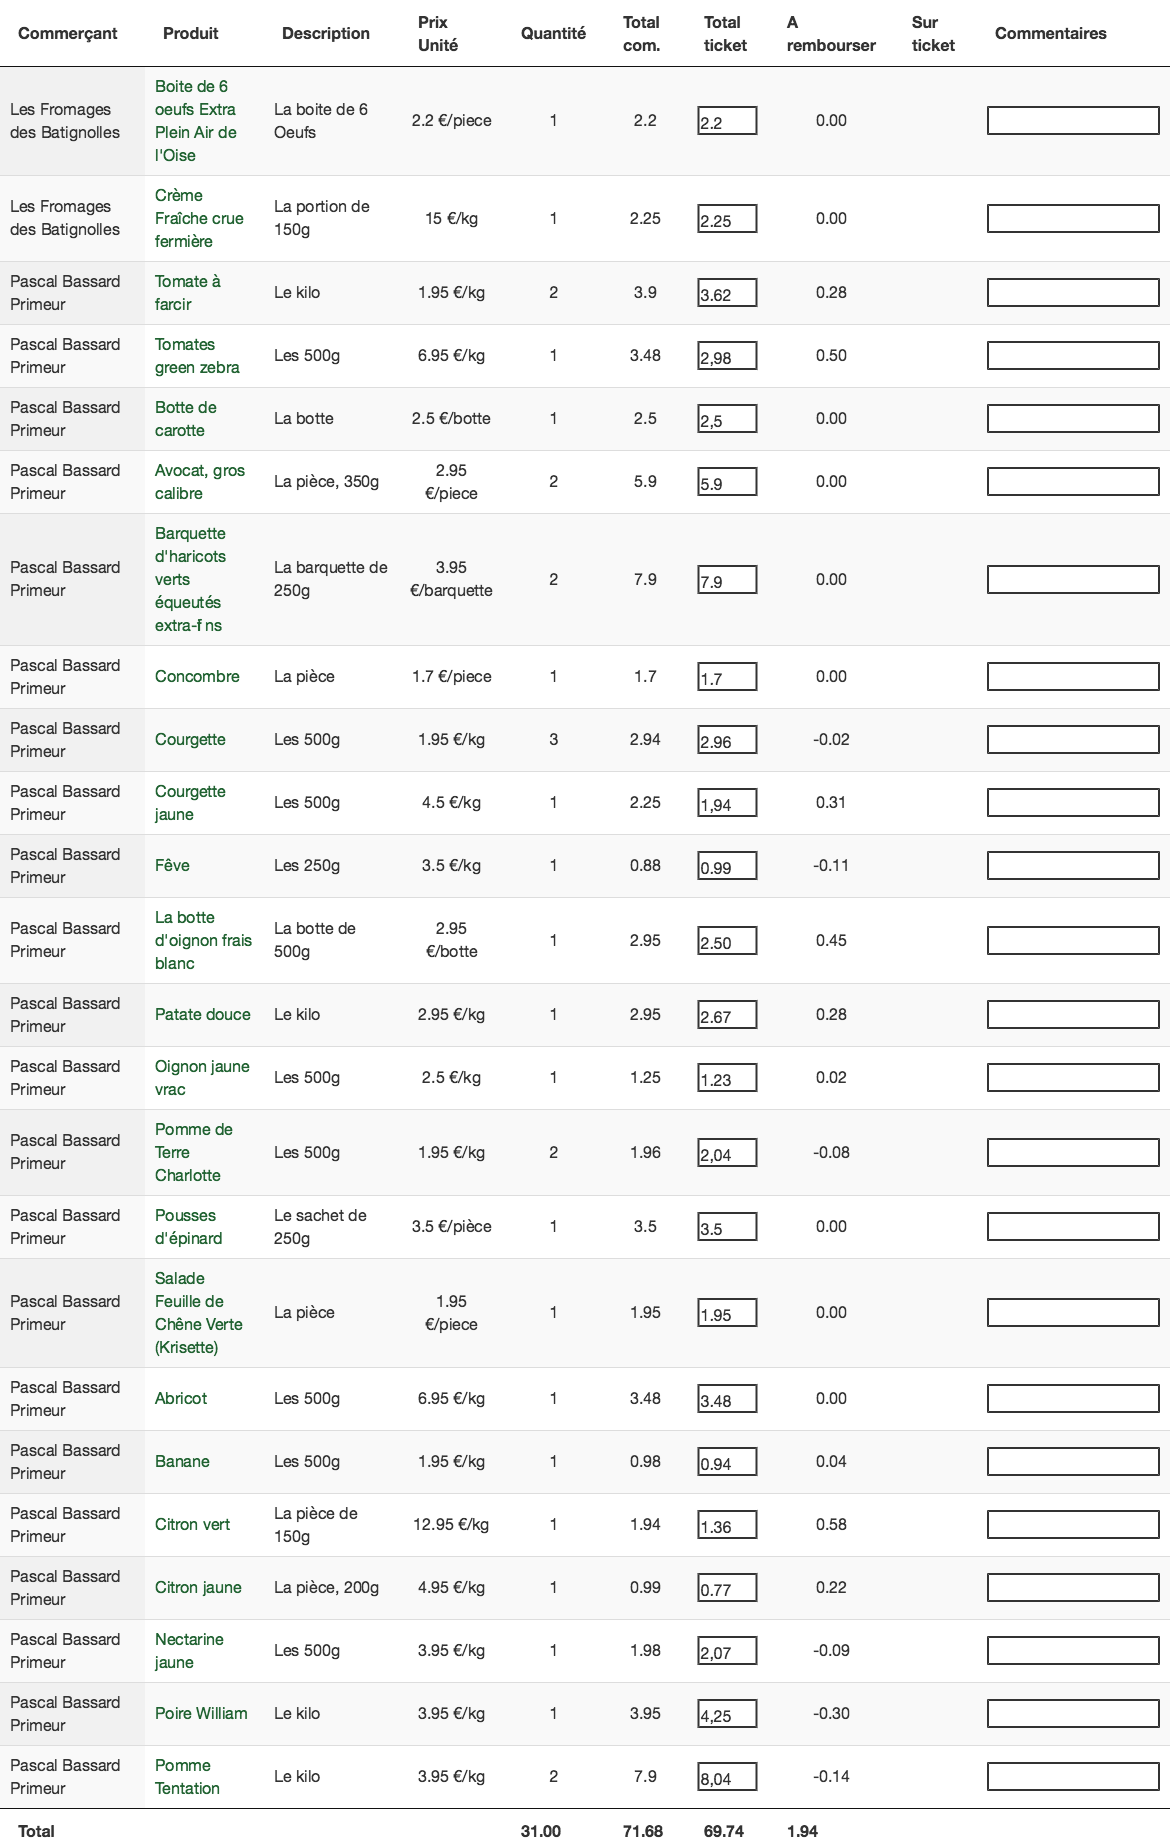 Commerçant Produit Description Prix Unité Quantité Total com. Total ticket A rembourser Sur ticket Commentaires
Les Fromages des Batignolles Boite de 6 oeufs Extra Plein Air de l'Oise La boite de 6 Oeufs 2.2 €/piece 1 2.2 2.2 0.00
Les Fromages des Batignolles Crème Fraîche crue fermière La portion de 150g 15 €/kg 1 2.25 2.25 0.00
Pascal Bassard Primeur Tomate à farcir Le kilo 1.95 €/kg 2 3.9 3.62 0.28
Pascal Bassard Primeur Tomates green zebra Les 500g 6.95 €/kg 1 3.48 2,98 0.50
Pascal Bassard Primeur Botte de carotte La botte 2.5 €/botte 1 2.5 2,5 0.00
Pascal Bassard Primeur Avocat, gros calibre La pièce, 350g 2.95 €/piece 2 5.9 5.9 0.00
Pascal Bassard Primeur Barquette d'haricots verts équeutés extra-fins La barquette de 250g 3.95 €/barquette 2 7.9 7.9 0.00
Pascal Bassard Primeur Concombre La pièce 1.7 €/piece 1 1.7 1.7 0.00
Pascal Bassard Primeur Courgette Les 500g 1.95 €/kg 3 2.94 2.96 -0.02
Pascal Bassard Primeur Courgette jaune Les 500g 4.5 €/kg 1 2.25 1,94 0.31
Pascal Bassard Primeur Fêve Les 250g 3.5 €/kg 1 0.88 0.99 -0.11
Pascal Bassard Primeur La botte d'oignon frais blanc La botte de 500g 2.95 €/botte 1 2.95 2.50 0.45
Pascal Bassard Primeur Patate douce Le kilo 2.95 €/kg 1 2.95 2.67 0.28
Pascal Bassard Primeur Oignon jaune vrac Les 500g 2.5 €/kg 1 1.25 1.23 0.02
Pascal Bassard Primeur Pomme de Terre Charlotte Les 500g 1.95 €/kg 2 1.96 2,04 -0.08
Pascal Bassard Primeur Pousses d'épinard Le sachet de 250g 3.5 €/pièce 1 3.5 3.5 0.00
Pascal Bassard Primeur Salade Feuille de Chêne Verte (Krisette) La pièce 1.95 €/piece 1 1.95 1.95 0.00
Pascal Bassard Primeur Abricot Les 500g 6.95 €/kg 1 3.48 3.48 0.00
Pascal Bassard Primeur Banane Les 500g 1.95 €/kg 1 0.98 0.94 0.04
Pascal Bassard Primeur Citron vert La pièce de 150g 12.95 €/kg 1 1.94 1.36 0.58
Pascal Bassard Primeur Citron jaune La pièce, 200g 4.95 €/kg 1 0.99 0.77 0.22
Pascal Bassard Primeur Nectarine jaune Les 500g 3.95 €/kg 1 1.98 2,07 -0.09
Pascal Bassard Primeur Poire William Le kilo 3.95 €/kg 1 3.95 4,25 -0.30
Pascal Bassard Primeur Pomme Tentation Le kilo 3.95 €/kg 2 7.9 8,04 -0.14
Total 31.00 71.68 69.74 1.94